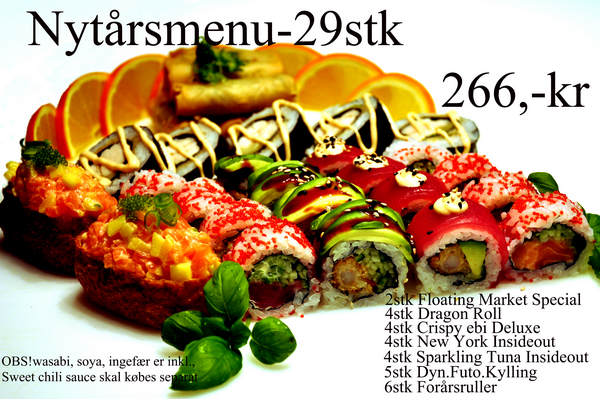 Nytårsmenu-29stk
266,-kr
2stk Floating Market Special
4stk Dragon Roll
4stk Crispy ebi Deluxe
4stk New York Insideout
4stk Sparkling Tuna Insideout
5stk Dyn.Futo.Kylling
6stk Forårsruller
OBS!wasabi, soya, ingefær er inkl.,
Sweet chili sauce skal købes separat